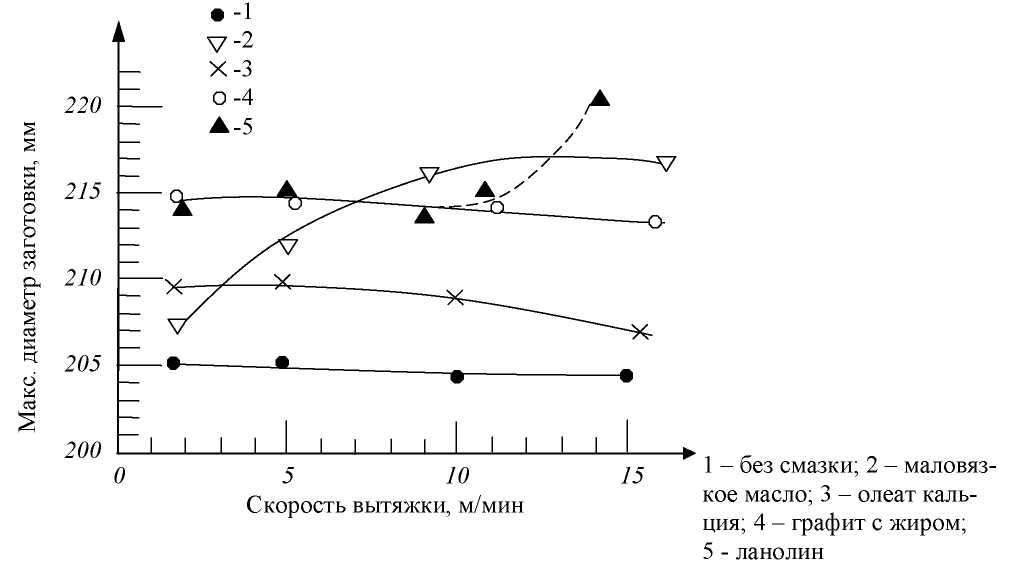 -1
-2
-3
-4
-5
220
215
210
205
200
Макс. диаметр заготовки, мм
0 5 10 15
Скорость вытяжки, м/мин
1 – без смазки; 2 – маловяз-
кое масло; 3 – олеат каль-
ция; 4 – графит с жиром;
5 - ланолин